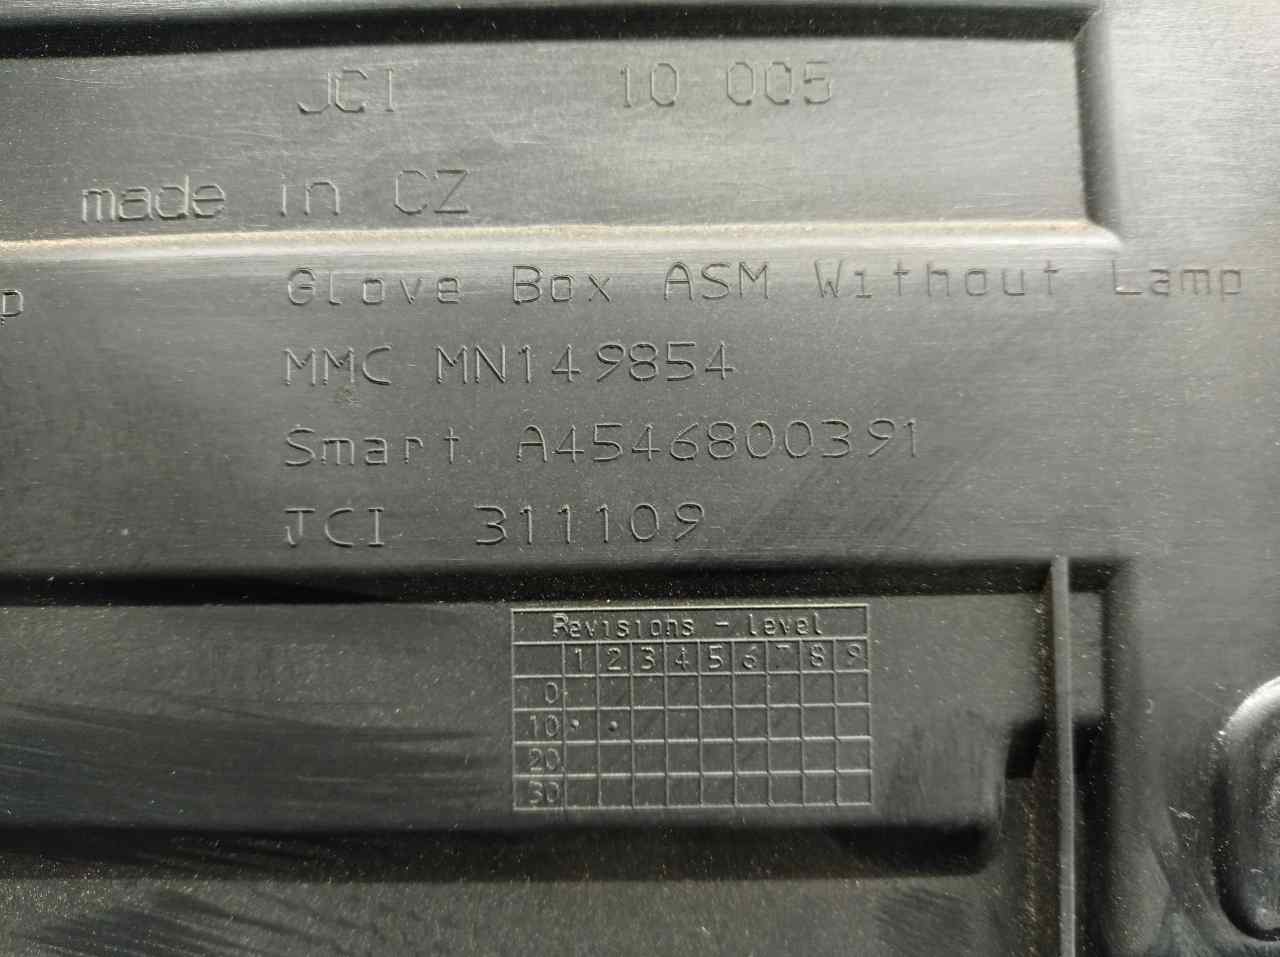 JCI 10 005
made in CZ
p
Glove Box ASM Without Lamp
MMC MN149854
Smart A4546800391
JCI 311109
Revisions - level
1 2 3 4 5 6 7 8 9
0
10
20
30